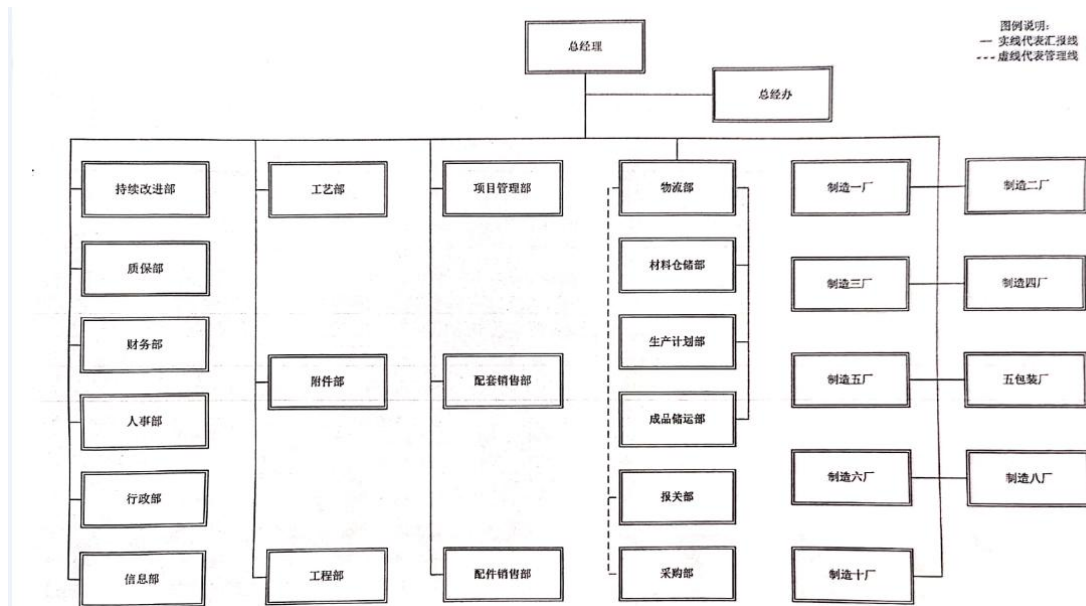 总经理
图例说明:
— 实线代表汇报线
--- 虚线代表管理线
总经办
持续改进部
工艺部
项目管理部
物流部
制造一厂
制造二厂
质保部
材料仓储部
制造三厂
制造四厂
财务部
附件部
配套销售部
生产计划部
制造五厂
五包装厂
人事部
成品储运部
制造六厂
制造八厂
行政部
报关部
信息部
工程部
配件销售部
采购部
制造十厂